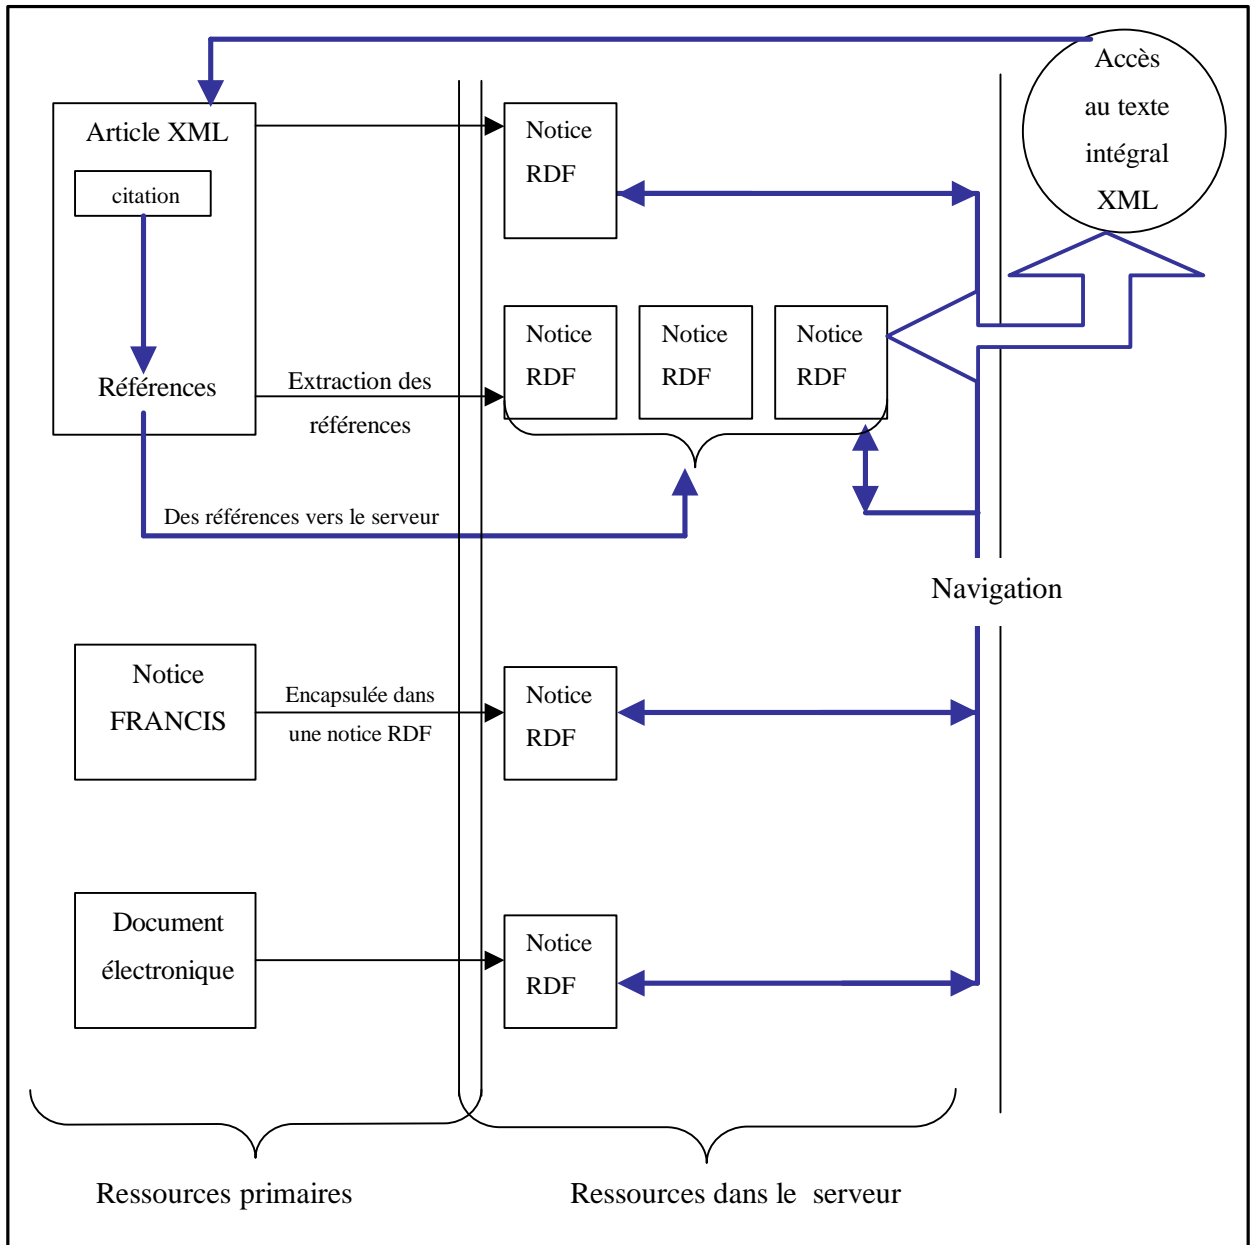 Accès
au texte
intégral
XML
Article XML
citation
Références
Notice
RDF
Extraction des
références
Notice
RDF
Notice
RDF
Notice
RDF
Des références vers le serveur
Navigation
Notice
FRANCIS
Encapsulée dans
une notice RDF
Notice
RDF
Document
électronique
Notice
RDF
Ressources primaires
Ressources dans le serveur